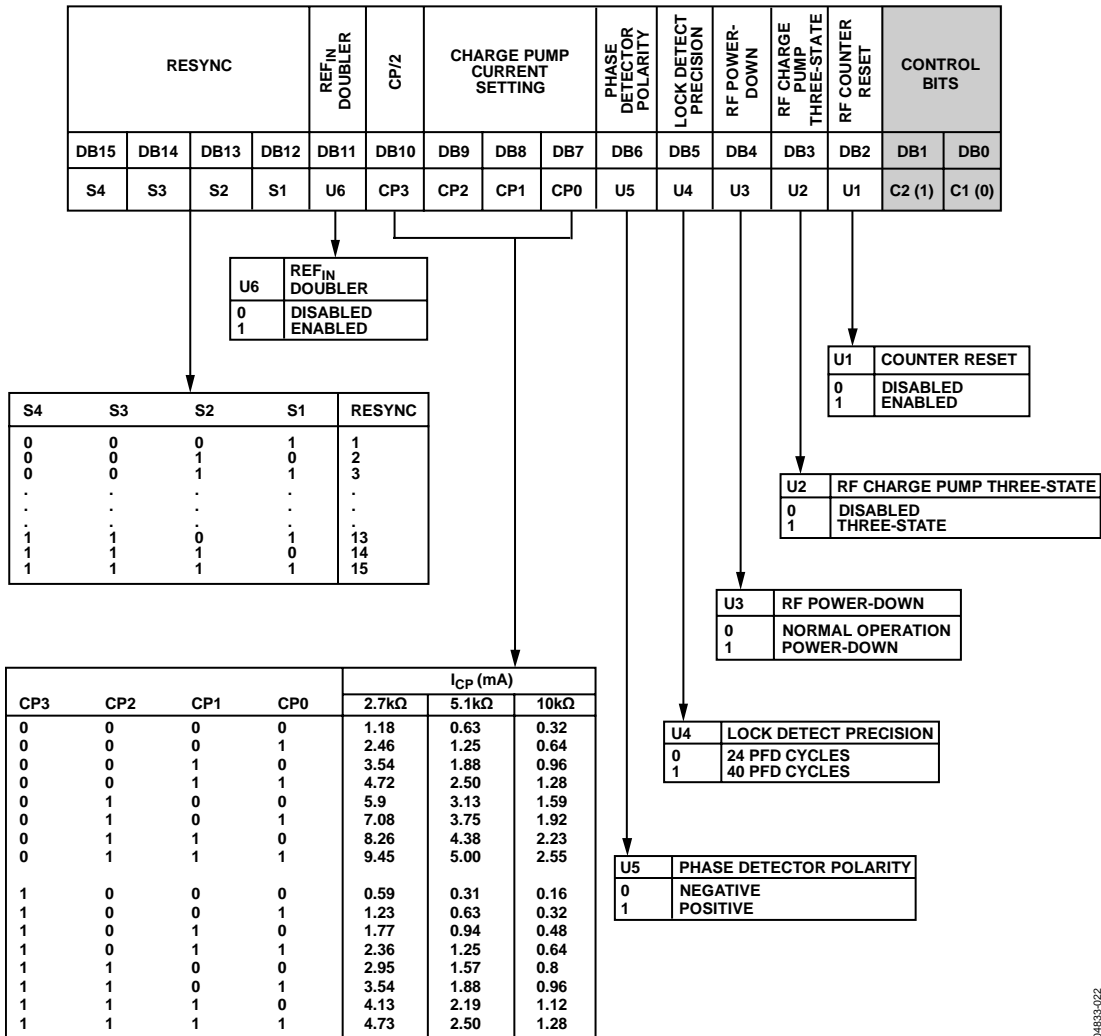 RESYNC
REFIN DOUBLER
CP/2
CHARGE PUMP
CURRENT
SETTING
PHASE
DETECTOR
POLARITY
LOCK DETECT
PRECISION
RF POWER-
DOWN
RF CHARGE
PUMP
THREE-STATE
RF COUNTER
RESET
CONTROL
BITS
DB15 DB14 DB13 DB12 DB11 DB10 DB9 DB8 DB7 DB6 DB5 DB4 DB3 DB2 DB1 DB0
S4 S3 S2 S1 U6 CP3 CP2 CP1 CP0 U5 U4 U3 U2 U1 C2 (1) C1 (0)
U6 REFIN DOUBLER
0 DISABLED
1 ENABLED
U1 COUNTER RESET
0 DISABLED
1 ENABLED
S4 S3 S2 S1 RESYNC
0 0 0 1 1
0 0 1 0 2
0 0 1 1 3
. . . . .
. . . . .
. . . . .
1 1 0 1 13
1 1 1 0 14
1 1 1 1 15
U2 RF CHARGE PUMP THREE-STATE
0 DISABLED
1 THREE-STATE
U3 RF POWER-DOWN
0 NORMAL OPERATION
1 POWER-DOWN
ICP (mA)
CP3 CP2 CP1 CP0 2.7kΩ 5.1kΩ 10kΩ
0 0 0 0 1.18 0.63 0.32
0 0 0 1 2.46 1.25 0.64
0 0 1 0 3.54 1.88 0.96
0 0 1 1 4.72 2.50 1.28
0 1 0 0 5.9 3.13 1.59
0 1 0 1 7.08 3.75 1.92
0 1 1 0 8.26 4.38 2.23
0 1 1 1 9.45 5.00 2.55
1 0 0 0 0.59 0.31 0.16
1 0 0 1 1.23 0.63 0.32
1 0 1 0 1.77 0.94 0.48
1 0 1 1 2.36 1.25 0.64
1 1 0 0 2.95 1.57 0.8
1 1 0 1 3.54 1.88 0.96
1 1 1 0 4.13 2.19 1.12
1 1 1 1 4.73 2.50 1.28
U4 LOCK DETECT PRECISION
0 24 PFD CYCLES
1 40 PFD CYCLES
U5 PHASE DETECTOR POLARITY
0 NEGATIVE
1 POSITIVE
04833-022